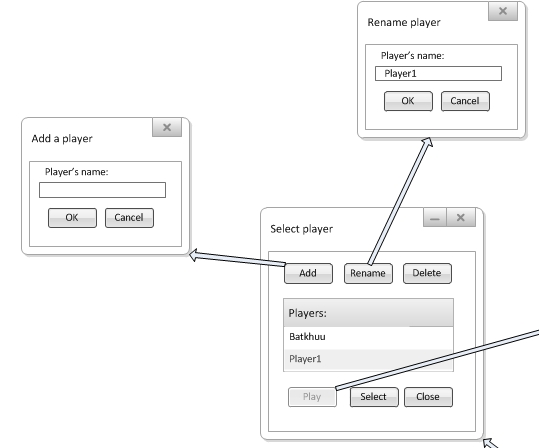 Rename player
Player's name:
Player1
OK Cancel
Add a player
Player's name:
OK Cancel
Select player
Add Rename Delete
Players:
Batkhuu
Player1
Play Select Close